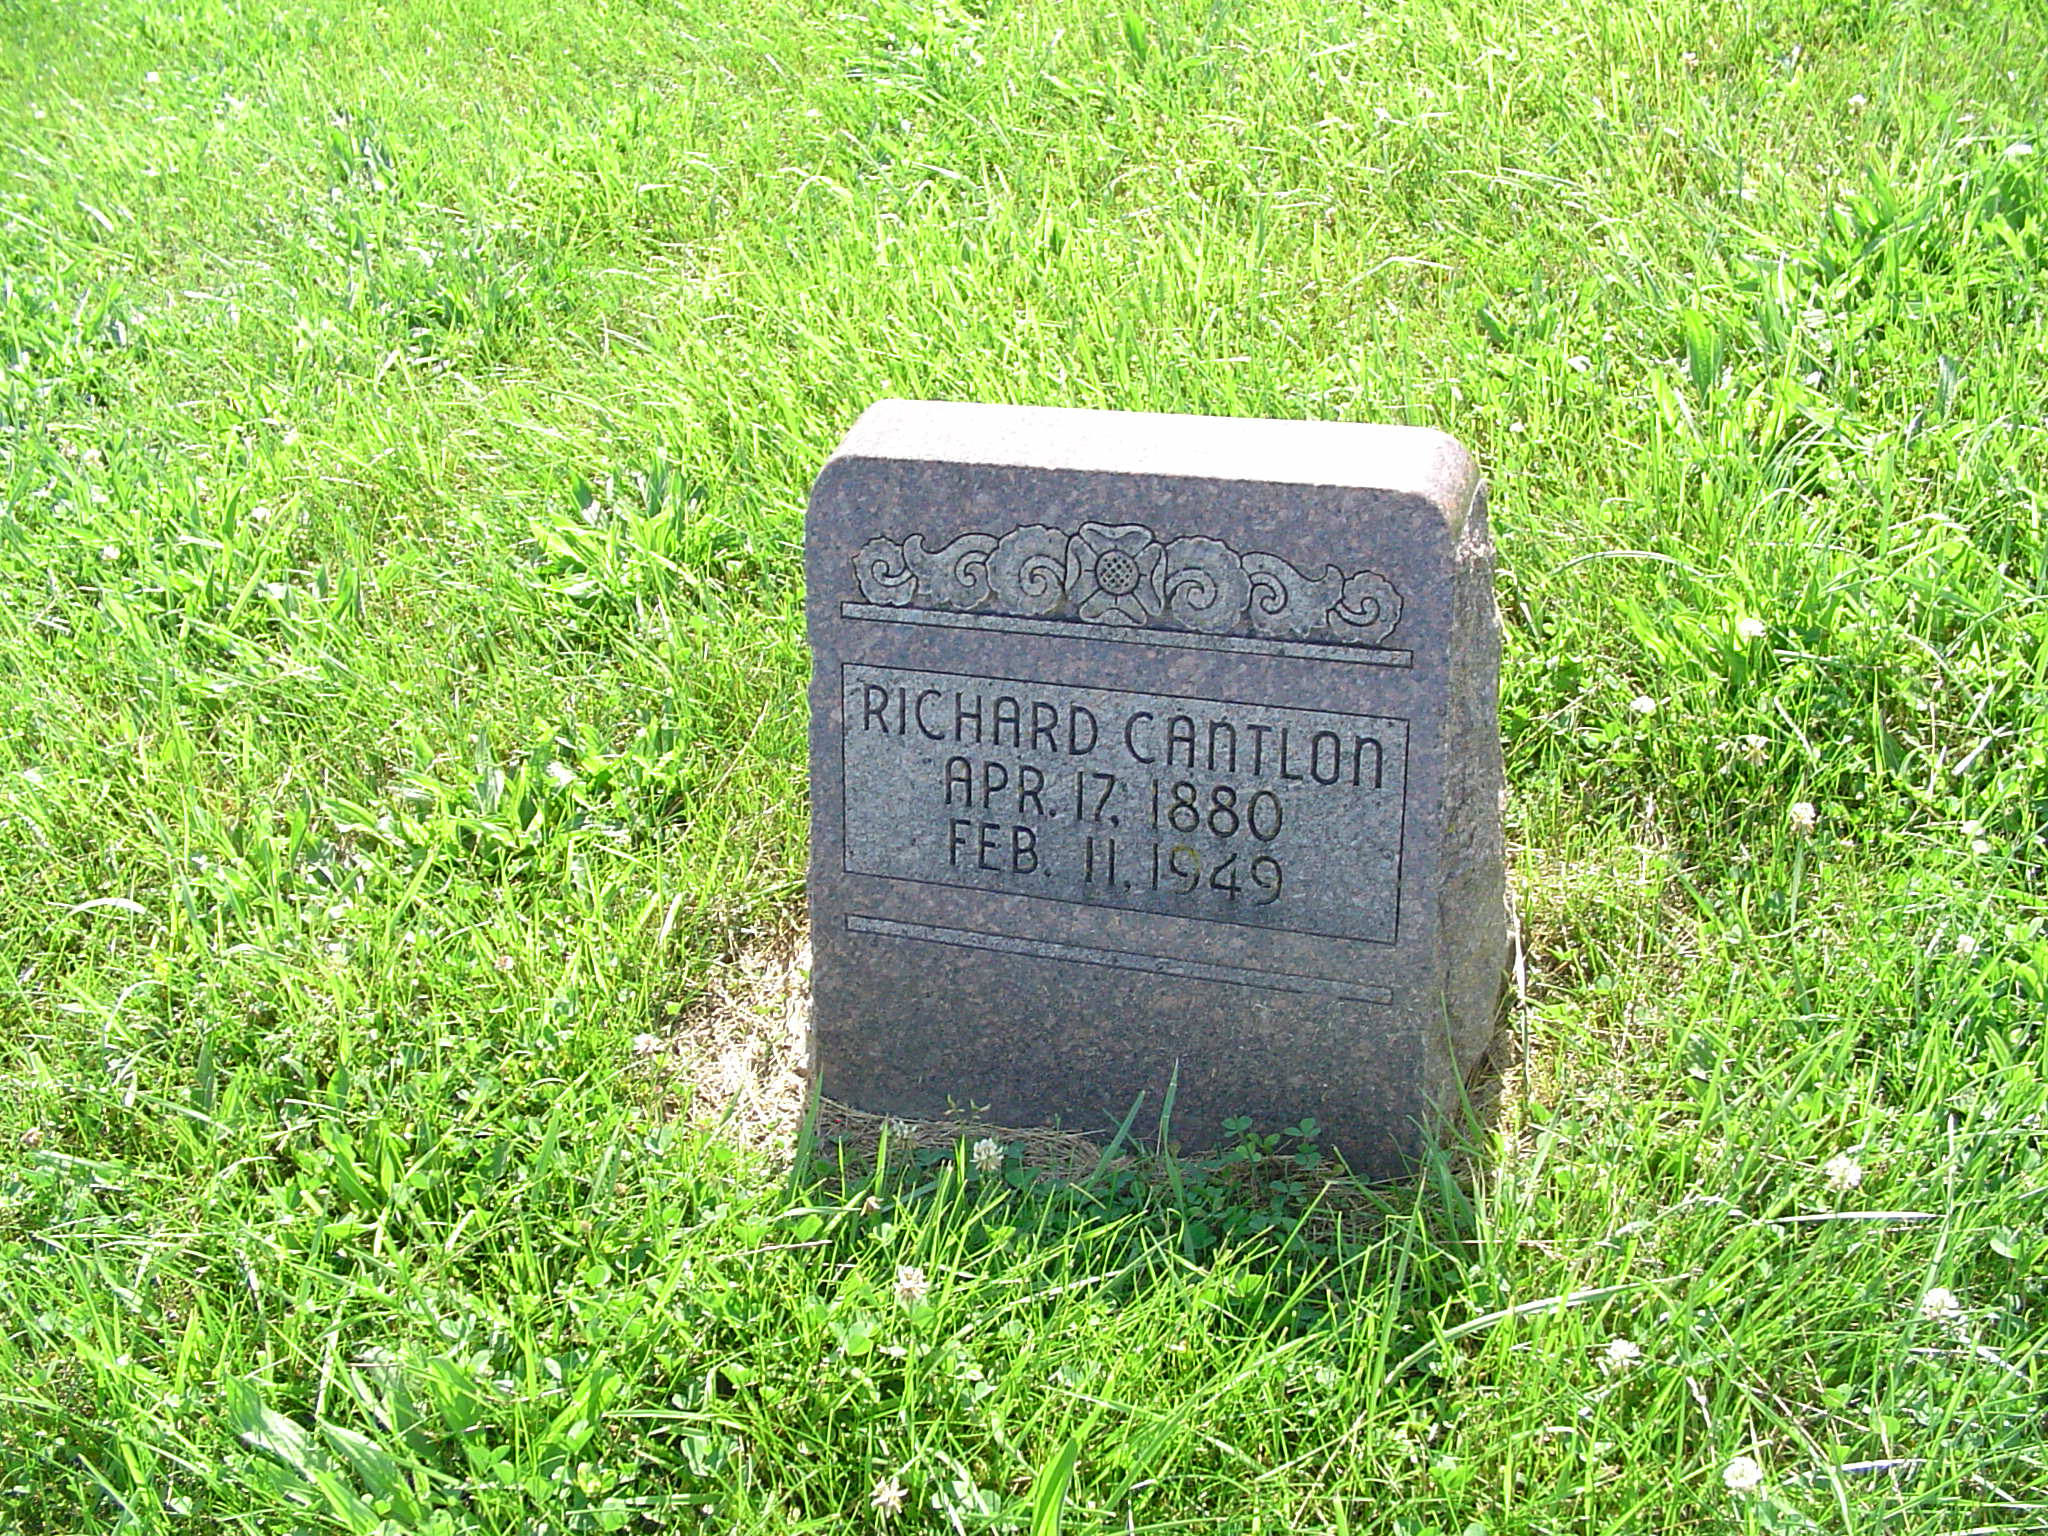 RICHARD CANTLON
APR. 17, 1880
FEB. 11, 1949